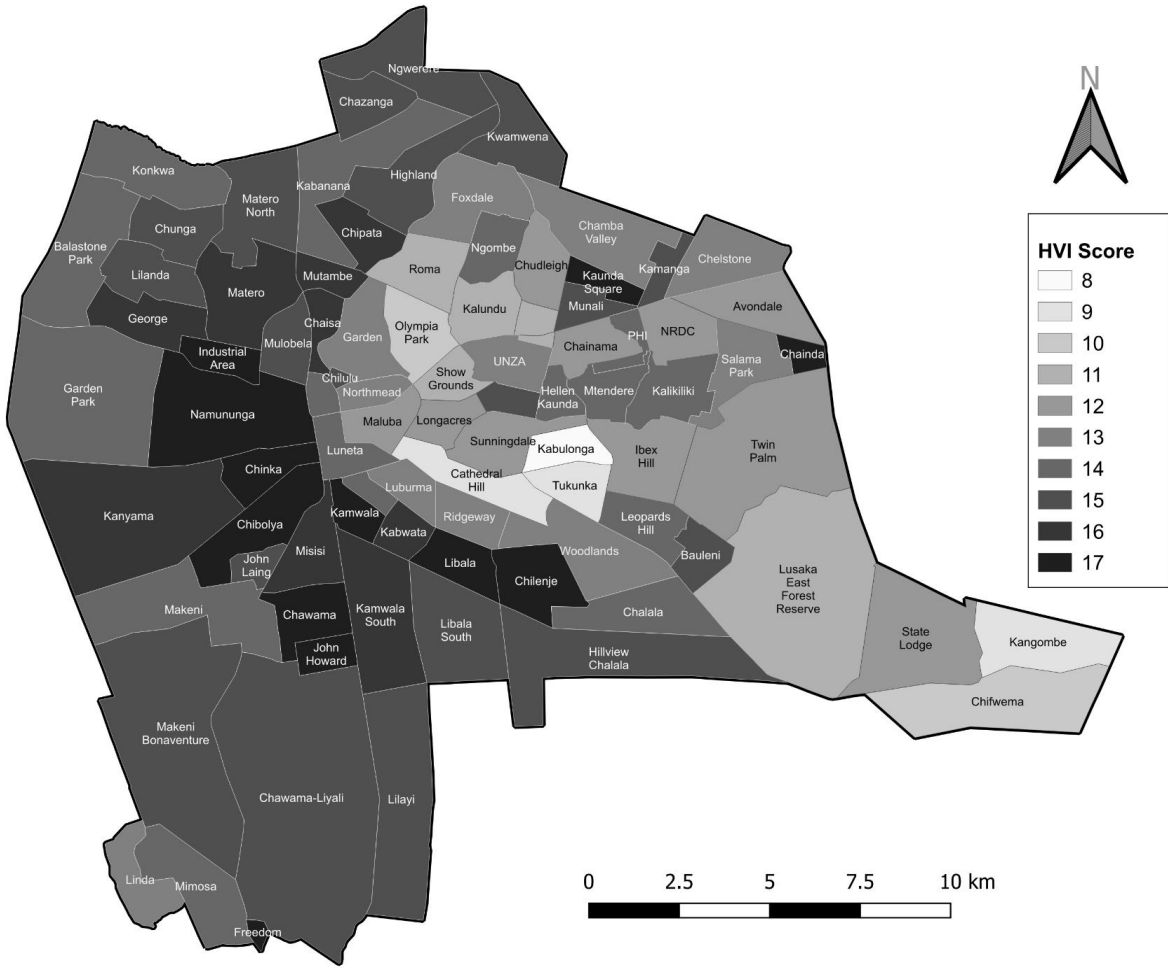 N
HVI Score
8
9
10
11
12
13
14
15
16
17
Ngwerere
Chazanga
Kwamwena
Konkwa
Kabanana
Highland
Matero
North
Foxdale
Chunga
Chipata
Chamba
Valley
Balastone
Park
Ngombe
Chudleigh
Kamanga
Chelstone
Lilanda
Matero
Mutambe
Roma
Kaunda
Square
George
Chaisa
Kalundu
Munali
Avondale
Mulobela
Garden
Olympia
Park
PHI
NRDC
Chainama
Industrial
Area
UNZA
Salama
Park
Chainda
Garden
Park
Chilulu
Show
Grounds
Northmead
Hellen
Kaunda
Mtendere
Kalikiliki
Namununga
Maluba
Longacres
Luneta
Sunningdale
Kabulonga
Ibex
Hill
Twin
Palm
Chinka
Cathedral
Hill
Tukunka
Luburma
Kanyama
Kamwala
Ridgeway
Leopards
Hill
Chibolya
Kabwata
Misisi
Woodlands
Bauleni
John
Laing
Libala
Chilenje
Lusaka
East
Forest
Reserve
Makeni
Chawama
Kamwala
South
Libala
South
Chalala
State
Lodge
Kangombe
John
Howard
Hillview
Chalala
Chifwema
Makeni
Bonaventure
Chawama-Liyali
Lilayi
Linda
Mimosa
Freedom
0 2.5 5 7.5 10 km